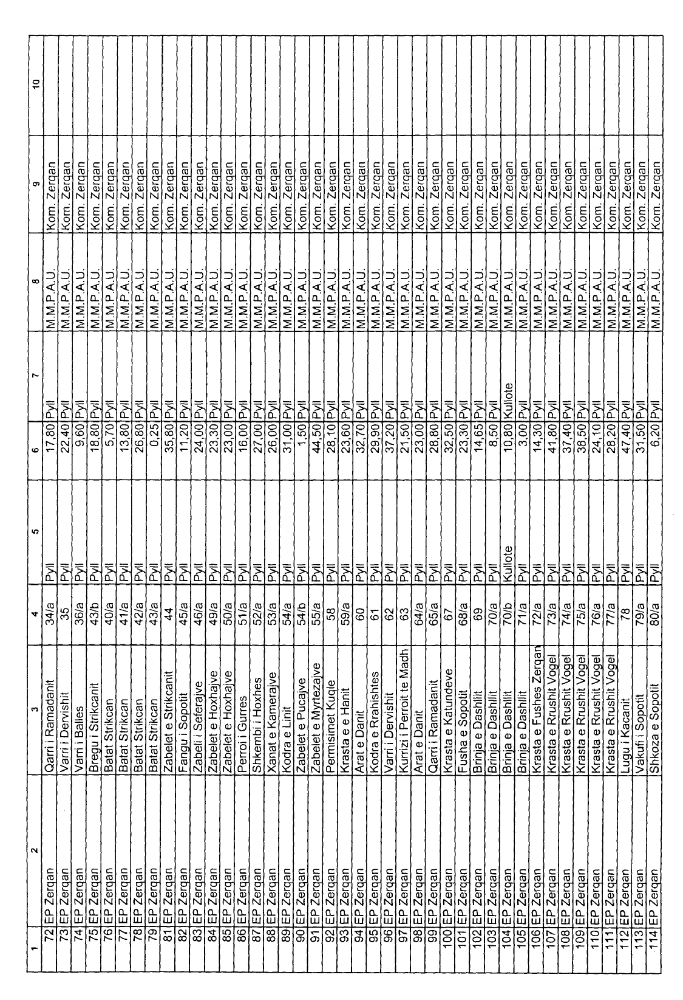 1 2 3 4 5 6 7 8 9 10
72 EP Zerqan Qarri i Ramadanit 34/a Pyll 17,80 Pyll M.M.P.A.U. Kom. Zerqan
73 EP Zerqan Varri i Dervishit 35 Pyll 22,40 Pyll M.M.P.A.U. Kom. Zerqan
74 EP Zerqan Varri i Balles 36/a Pyll 9,60 Pyll M.M.P.A.U. Kom. Zerqan
75 EP Zerqan Bregu i Strikcanit 43/b Pyll 18,80 Pyll M.M.P.A.U. Kom. Zerqan
76 EP Zerqan Batat Strikcan 40/a Pyll 5,70 Pyll M.M.P.A.U. Kom. Zerqan
77 EP Zerqan Batat Strikcan 41/a Pyll 13,80 Pyll M.M.P.A.U. Kom. Zerqan
78 EP Zerqan Batat Strikcan 42/a Pyll 26,80 Pyll M.M.P.A.U. Kom. Zerqan
79 EP Zerqan Batat Strikcan 43/a Pyll 0,25 Pyll M.M.P.A.U. Kom. Zerqan
81 EP Zerqan Zabelet e Strikcanit 44 Pyll 35,80 Pyll M.M.P.A.U. Kom. Zerqan
82 EP Zerqan Fangu i Sopotit 45/a Pyll 11,20 Pyll M.M.P.A.U. Kom. Zerqan
83 EP Zerqan Zabeli i Seferajve 46/a Pyll 24,00 Pyll M.M.P.A.U. Kom. Zerqan
84 EP Zerqan Zabelet e Hoxhajve 49/a Pyll 23,30 Pyll M.M.P.A.U. Kom. Zerqan
85 EP Zerqan Zabelet e Hoxhajve 50/a Pyll 23,00 Pyll M.M.P.A.U. Kom. Zerqan
86 EP Zerqan Perroi i Gurres 51/a Pyll 16,00 Pyll M.M.P.A.U. Kom. Zerqan
87 EP Zerqan Shkembi i Hoxhes 52/a Pyll 27,00 Pyll M.M.P.A.U. Kom. Zerqan
88 EP Zerqan Xanat e Kamerajve 53/a Pyll 26,00 Pyll M.M.P.A.U. Kom. Zerqan
89 EP Zerqan Kodra e Linit 54/a Pyll 31,00 Pyll M.M.P.A.U. Kom. Zerqan
90 EP Zerqan Zabelet e Pucajve 54/b Pyll 1,50 Pyll M.M.P.A.U. Kom. Zerqan
91 EP Zerqan Zabelet e Myrtezajve 55/a Pyll 44,50 Pyll M.M.P.A.U. Kom. Zerqan
92 EP Zerqan Permisimet Kuqle 58 Pyll 28,10 Pyll M.M.P.A.U. Kom. Zerqan
93 EP Zerqan Krasta e e Hanit 59/a Pyll 23,60 Pyll M.M.P.A.U. Kom. Zerqan
94 EP Zerqan Arat e Danit 60 Pyll 32,70 Pyll M.M.P.A.U. Kom. Zerqan
95 EP Zerqan Kodra e Rrahishtes 61 Pyll 29,90 Pyll M.M.P.A.U. Kom. Zerqan
96 EP Zerqan Varri i Dervishit 62 Pyll 37,20 Pyll M.M.P.A.U. Kom. Zerqan
97 EP Zerqan Kurrizi i Perroit te Madh 63 Pyll 21,50 Pyll M.M.P.A.U. Kom. Zerqan
98 EP Zerqan Arat e Danit 64/a Pyll 23,00 Pyll M.M.P.A.U. Kom. Zerqan
99 EP Zerqan Qarri i Ramadanit 65/a Pyll 28,80 Pyll M.M.P.A.U. Kom. Zerqan
100 EP Zerqan Krasta e Katundeve 67 Pyll 32,50 Pyll M.M.P.A.U. Kom. Zerqan
101 EP Zerqan Fusha e Sopotit 68/a Pyll 23,30 Pyll M.M.P.A.U. Kom. Zerqan
102 EP Zerqan Brinja e Dashllit 69 Pyll 14,65 Pyll M.M.P.A.U. Kom. Zerqan
103 EP Zerqan Brinja e Dashllit 70/a Pyll 8,50 Pyll M.M.P.A.U. Kom. Zerqan
104 EP Zerqan Brinja e Dashllit 70/b Kullote 10,80 Kullote M.M.P.A.U. Kom. Zerqan
105 EP Zerqan Brinja e Dashllit 71/a Pyll 3,00 Pyll M.M.P.A.U. Kom. Zerqan
106 EP Zerqan Krasta e Fushes Zerqan 72/a Pyll 14,30 Pyll M.M.P.A.U. Kom. Zerqan
107 EP Zerqan Krasta e Rrushit Vogel 73/a Pyll 41,80 Pyll M.M.P.A.U. Kom. Zerqan
108 EP Zerqan Krasta e Rrushit Vogel 74/a Pyll 37,40 Pyll M.M.P.A.U. Kom. Zerqan
109 EP Zerqan Krasta e Rrushit Vogel 75/a Pyll 38,50 Pyll M.M.P.A.U. Kom. Zerqan
110 EP Zerqan Krasta e Rrushit Vogel 76/a Pyll 24,10 Pyll M.M.P.A.U. Kom. Zerqan
111 EP Zerqan Krasta e Rrushit Vogel 77/a Pyll 28,20 Pyll M.M.P.A.U. Kom. Zerqan
112 EP Zerqan Lugu i Kacanit 78 Pyll 47,40 Pyll M.M.P.A.U. Kom. Zerqan
113 EP Zerqan Vakufi i Sopotit 79/a Pyll 31,50 Pyll M.M.P.A.U. Kom. Zerqan
114 EP Zerqan Shkoza e Sopotit 80/a Pyll 6,20 Pyll M.M.P.A.U. Kom. Zerqan